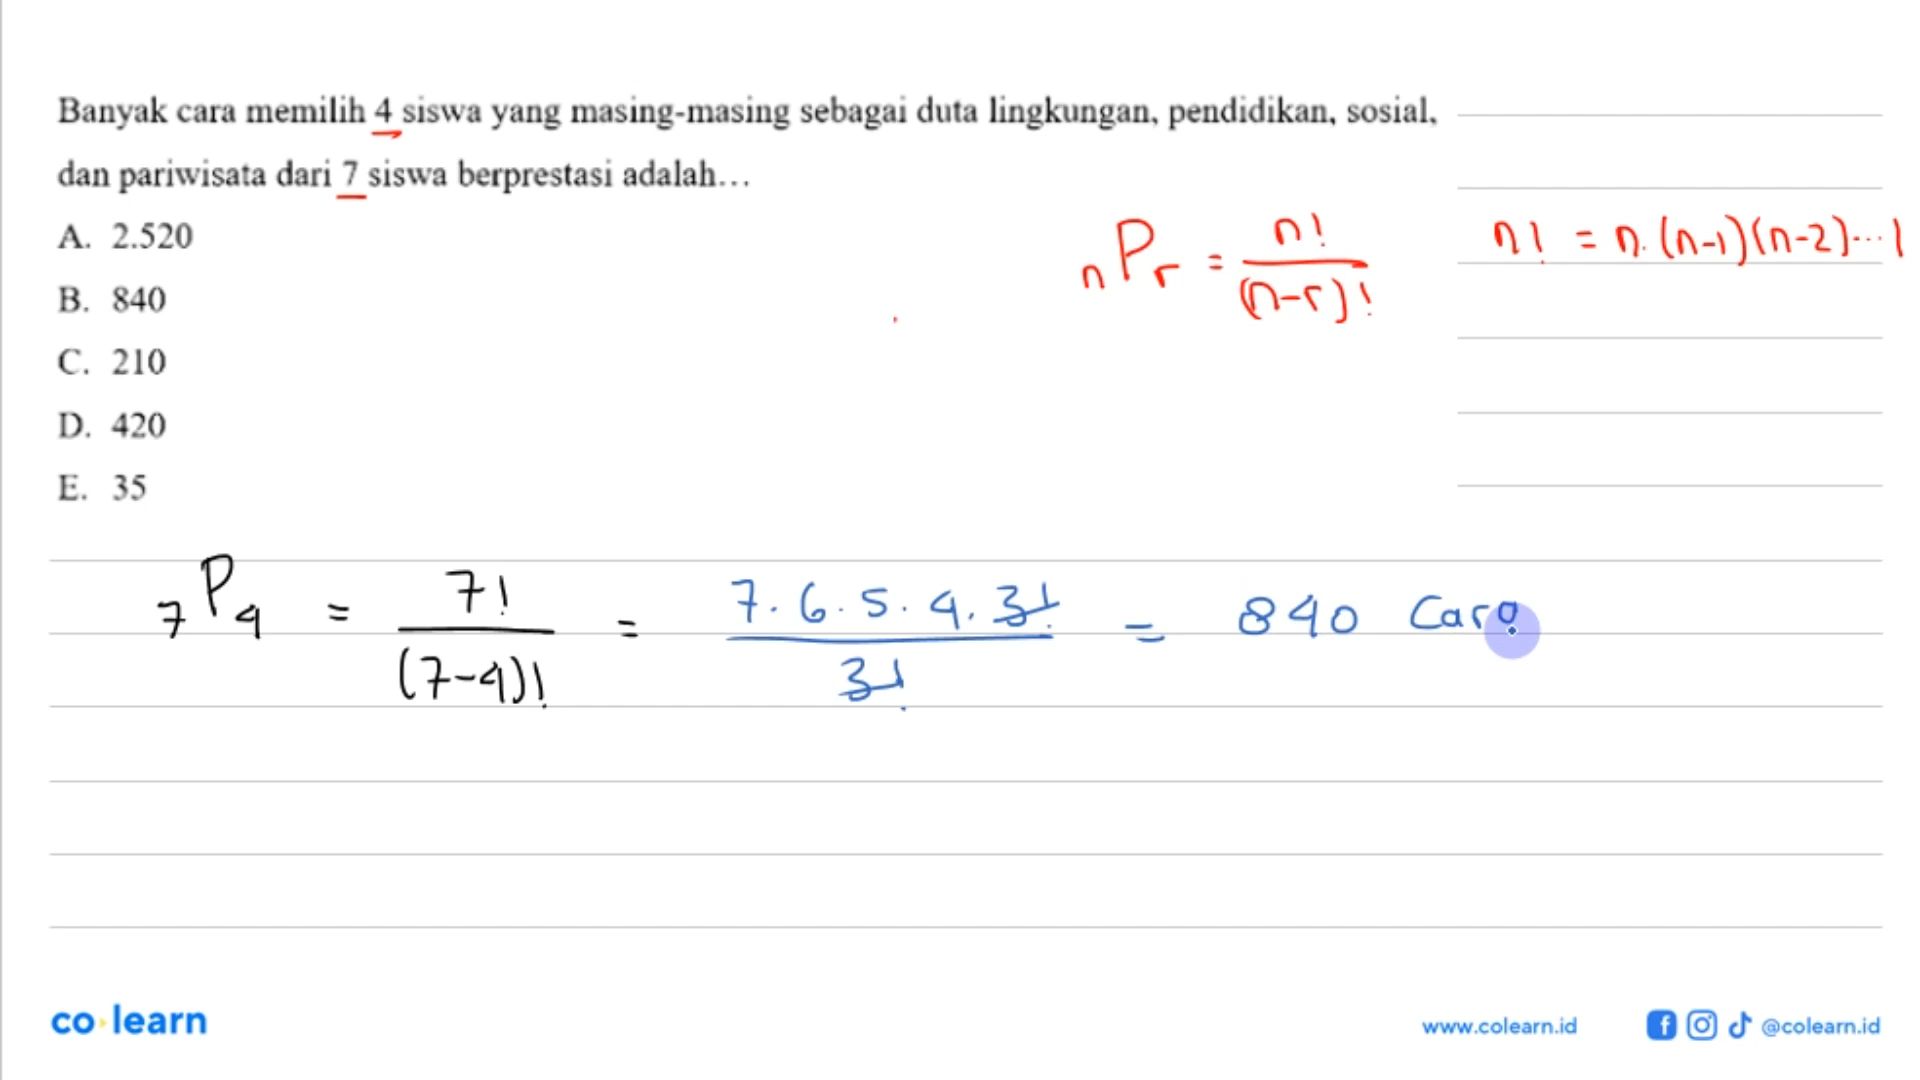 Banyak cara memilih 4 siswa yang masing-masing sebagai duta lingkungan, pendidikan, sosial,
dan pariwisata dari 7 siswa berprestasi adalah...
A. 2.520
B. 840
C. 210
D. 420
E. 35
nPr = n! / (n-r)!
n! = n.(n-1)(n-2)...1
7P4 = 7! / (7-4)! = 7.6.5.4.3! / 3! = 840 Cara
co learn
www.colearn.id
@colearn.id